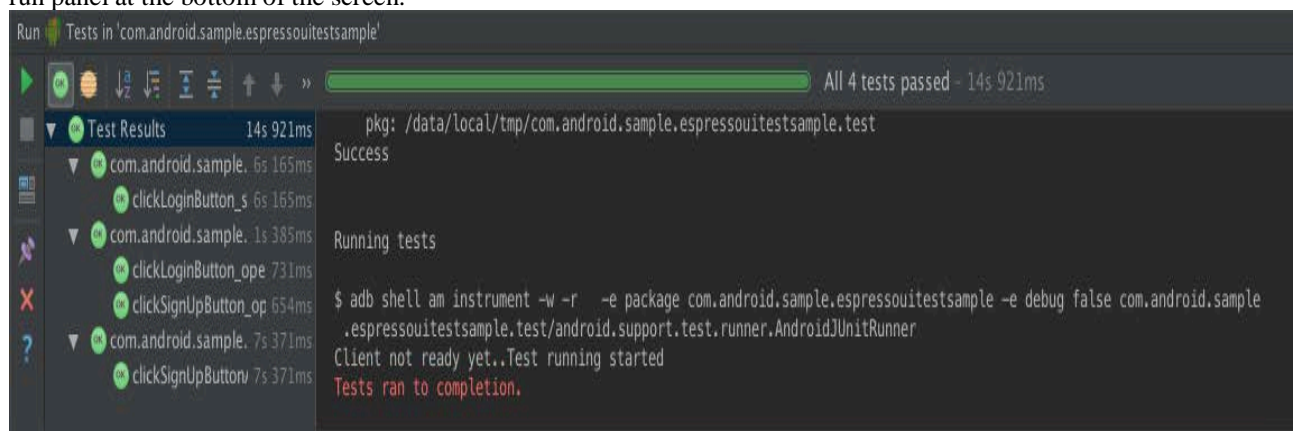 run panel at the bottom of the screen.
Run Tests in 'com.android.sample.espressouitestsample'
All 4 tests passed – 14s 921ms
Test Results 14s 921ms
com.android.sample. 6s 165ms
clickLoginButton_s 6s 165ms
com.android.sample. 1s 385ms
clickLoginButton_ope 731ms
clickSignUpButton_op 654ms
com.android.sample. 7s 371ms
clickSignUpButton 7s 371ms
pkg: /data/local/tmp/com.android.sample.espressouitestsample.test
Success
Running tests
$ adb shell am instrument -w -r -e package com.android.sample.espressouitestsample -e debug false com.android.sample
.espressouitestsample.test/android.support.test.runner.AndroidJUnitRunner
Client not ready yet..Test running started
Tests ran to completion.